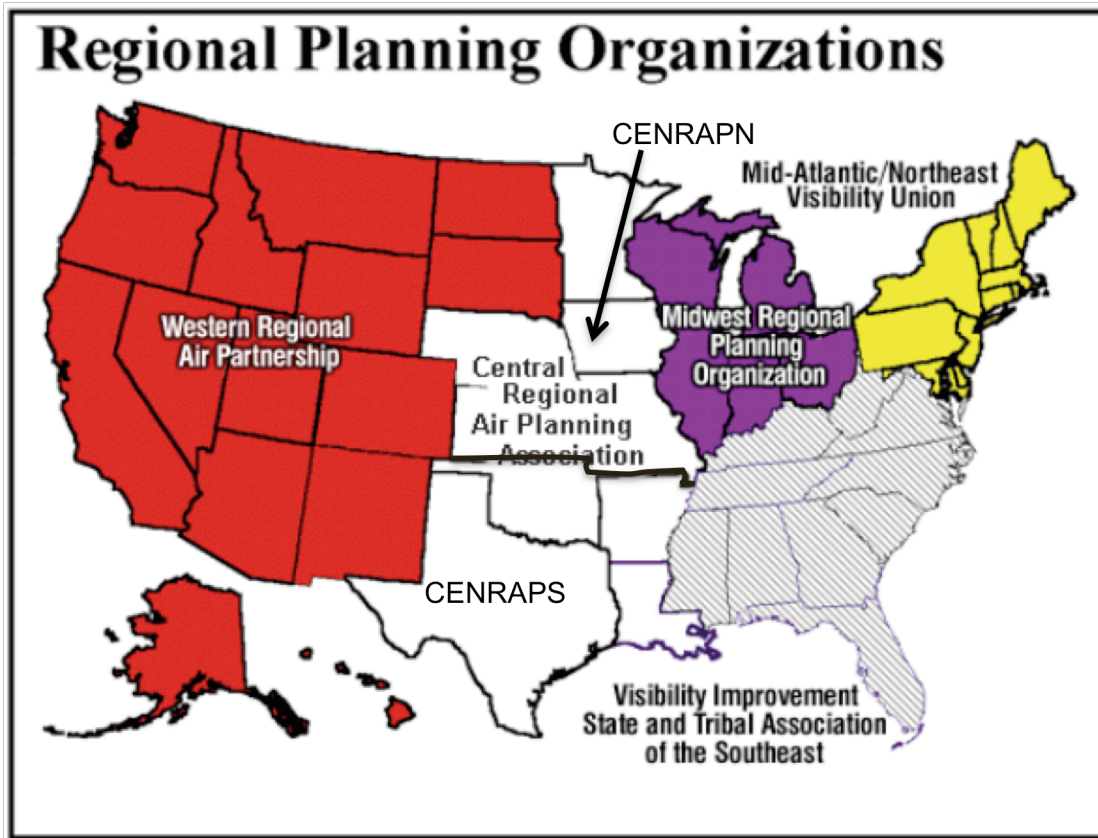 Regional Planning Organizations
CENRAPN
Mid-Atlantic/Northeast
Visibility Union
Western Regional
Air Partnership
Midwest Regional
Planning
Organization
Central
Regional
Air Planning
Association
CENRAPS
Visibility Improvement
State and Tribal Association
of the Southeast